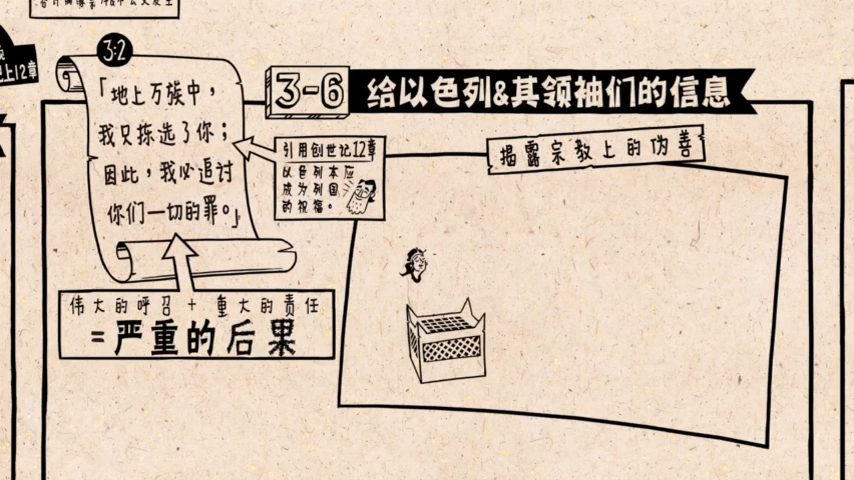 上12章
3:2
「地上万族中，
我只拣选了你；
因此，我必追讨
你们一切的罪。」
伟大的呼召 + 重大的责任
=严重的后果
3-6 给以色列&其领袖们的信息
引用创世记12章
以色列本应
成为列国
的祝福。
揭露宗教上的伪善